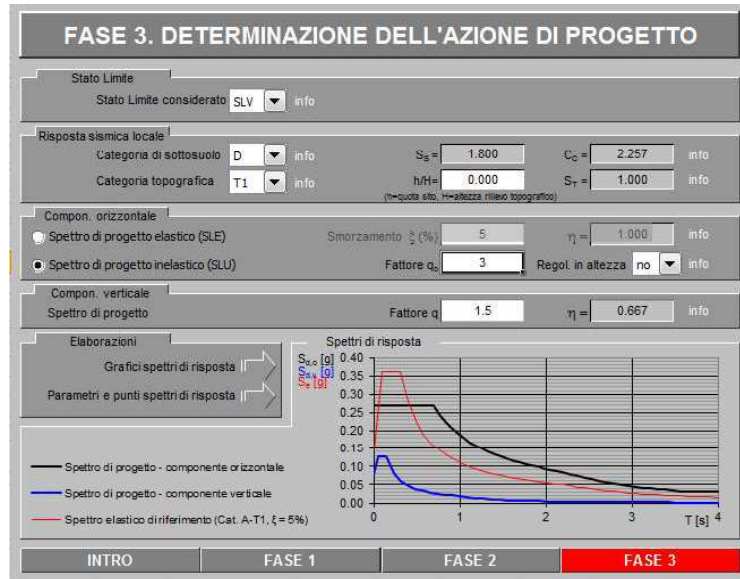 FASE 3. DETERMINAZIONE DELL'AZIONE DI PROGETTO
Stato Limite
Stato Limite considerato SLV info
Risposta sismica locale
Categoria di sottosuolo D info S_S = 1.800 C_C = 2.257 info
Categoria topografica T1 info h/H= 0.000 S_T = 1.000 info
(h=quota sito, H=altezza rilievo topografico)
Compon. orizzontale
Spettro di progetto elastico (SLE) Smorzamento ξ (%) 5 η = 1.000 info
Spettro di progetto inelastico (SLU) Fattore q_o 3 Regol. in altezza no info
Compon. verticale
Spettro di progetto Fattore q 1.5 η = 0.667 info
Elaborazioni
Grafici spettri di risposta
Parametri e punti spettri di risposta
Spettri di risposta
S_d,o [g]
S_d,v [g]
S_e [g]
0.40
0.35
0.30
0.25
0.20
0.15
0.10
0.05
0.00
0 1 2 3 T [s] 4
Spettro di progetto - componente orizzontale
Spettro di progetto - componente verticale
Spettro elastico di riferimento (Cat. A-T1, ξ = 5%)
INTRO FASE 1 FASE 2 FASE 3